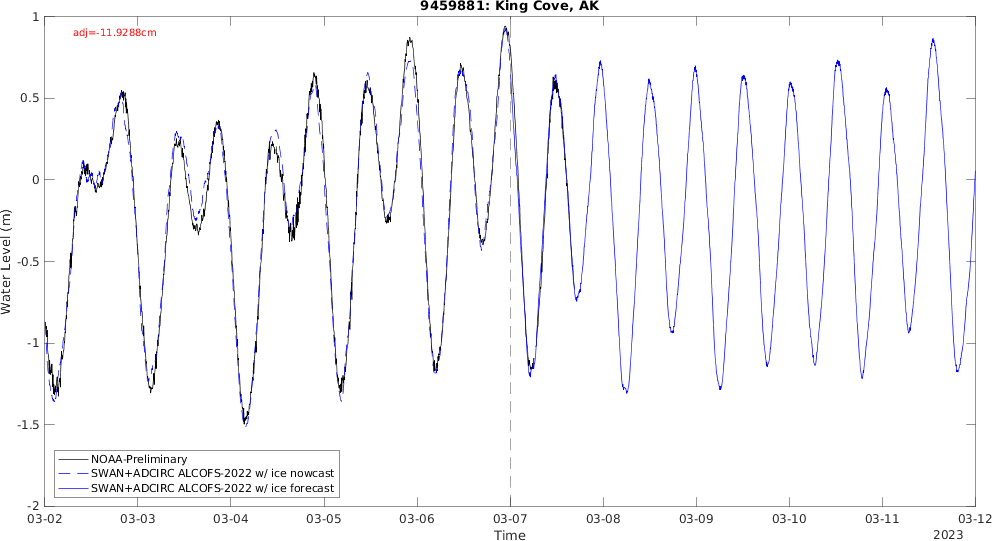 9459881: King Cove, AK
adj=-11.9288cm
1
0.5
0
-0.5
-1
-1.5
-2
Water Level (m)
NOAA-Preliminary
SWAN+ADCIRC ALCOFS-2022 w/ ice nowcast
SWAN+ADCIRC ALCOFS-2022 w/ ice forecast
03-02 03-03 03-04 03-05 03-06 03-07 03-08 03-09 03-10 03-11 03-12
Time
2023